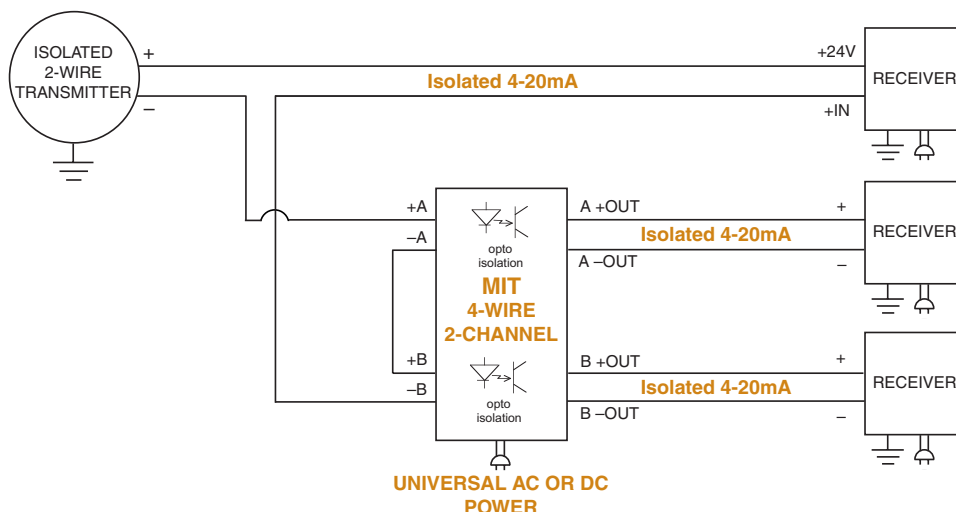 ISOLATED
2-WIRE
TRANSMITTER
+
–
Isolated 4-20mA
+24V
+IN
RECEIVER
+A
–A
opto
isolation
MIT
4-WIRE
2-CHANNEL
+B
–B
opto
isolation
UNIVERSAL AC OR DC
POWER
A +OUT
Isolated 4-20mA
A –OUT
+
–
RECEIVER
B +OUT
Isolated 4-20mA
B –OUT
+
–
RECEIVER